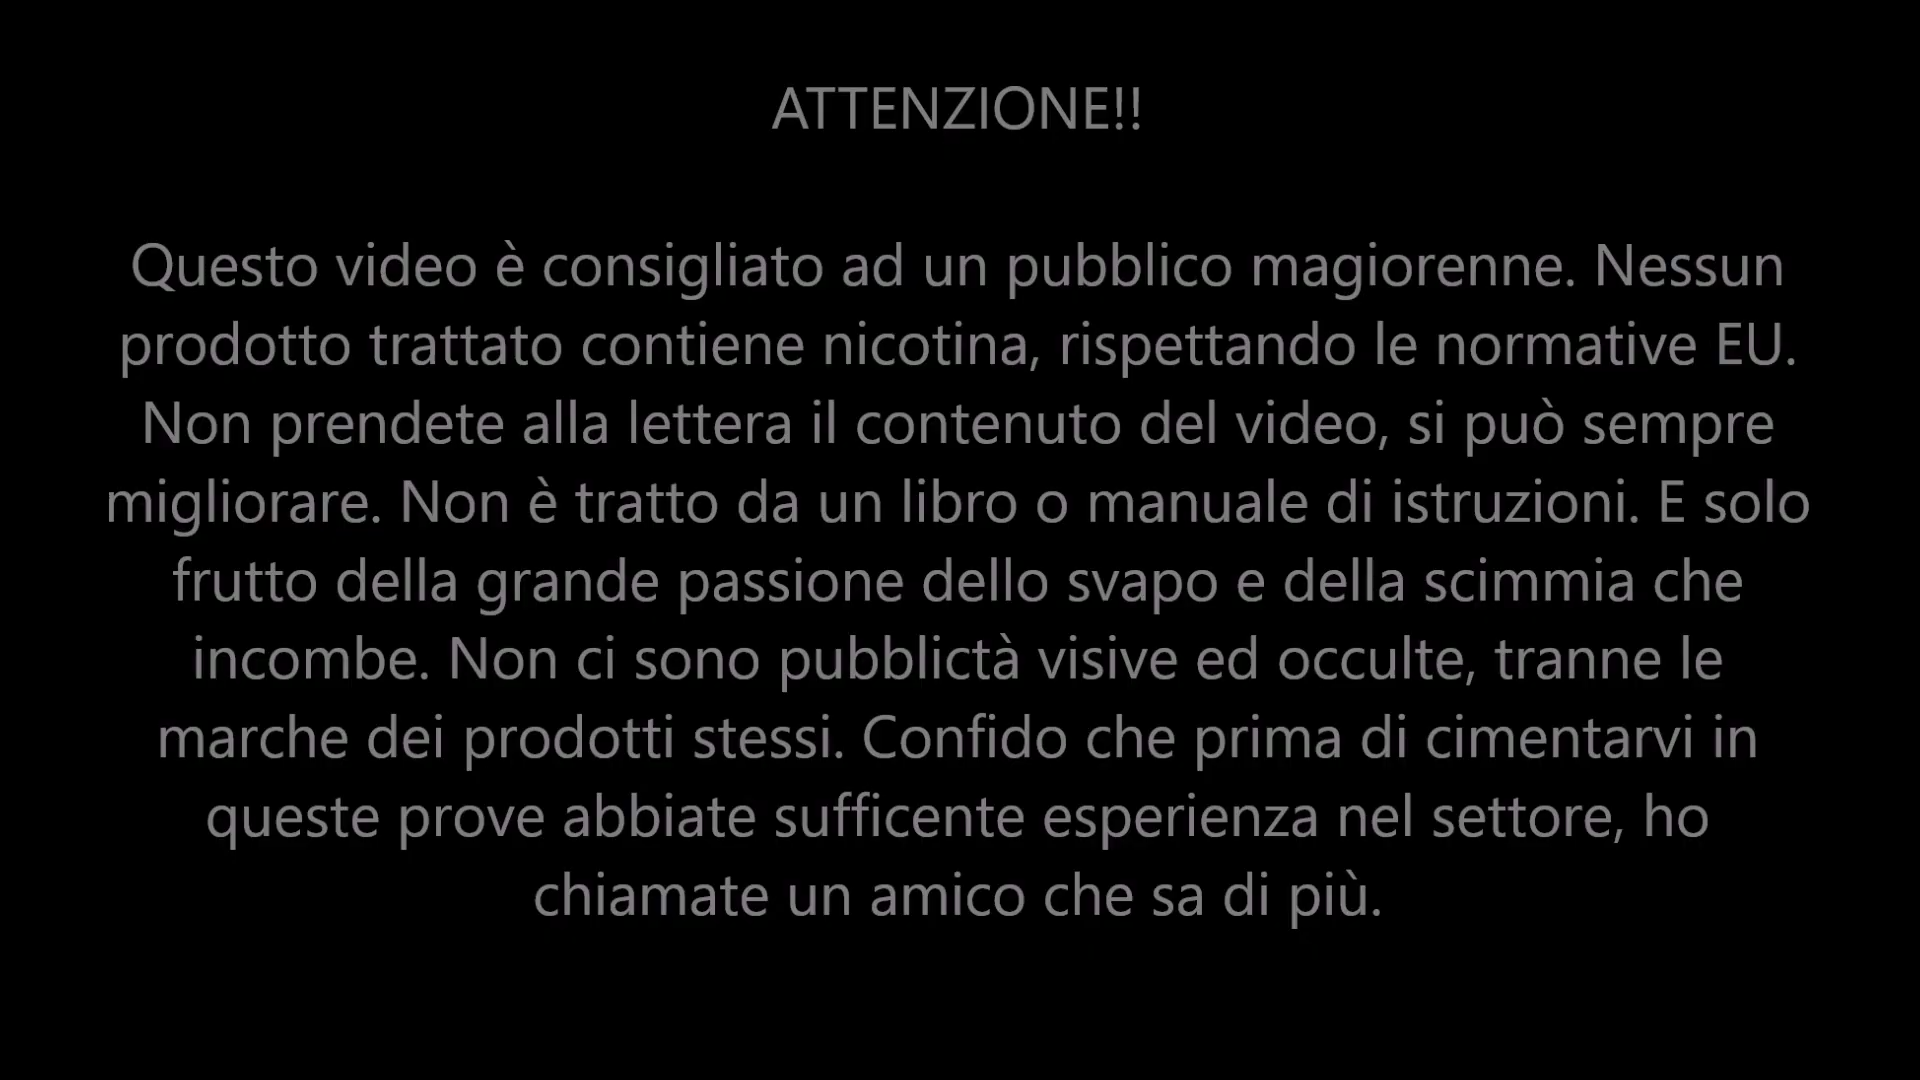 ATTENZIONE!!
Questo video è consigliato ad un pubblico magiorenne. Nessun
prodotto trattato contiene nicotina, rispettando le normative EU.
Non prendete alla lettera il contenuto del video, si può sempre
migliorare. Non è tratto da un libro o manuale di istruzioni. E solo
frutto della grande passione dello svapo e della scimmia che
incombe. Non ci sono pubblictà visive ed occulte, tranne le
marche dei prodotti stessi. Confido che prima di cimentarvi in
queste prove abbiate sufficente esperienza nel settore, ho
chiamate un amico che sa di più.